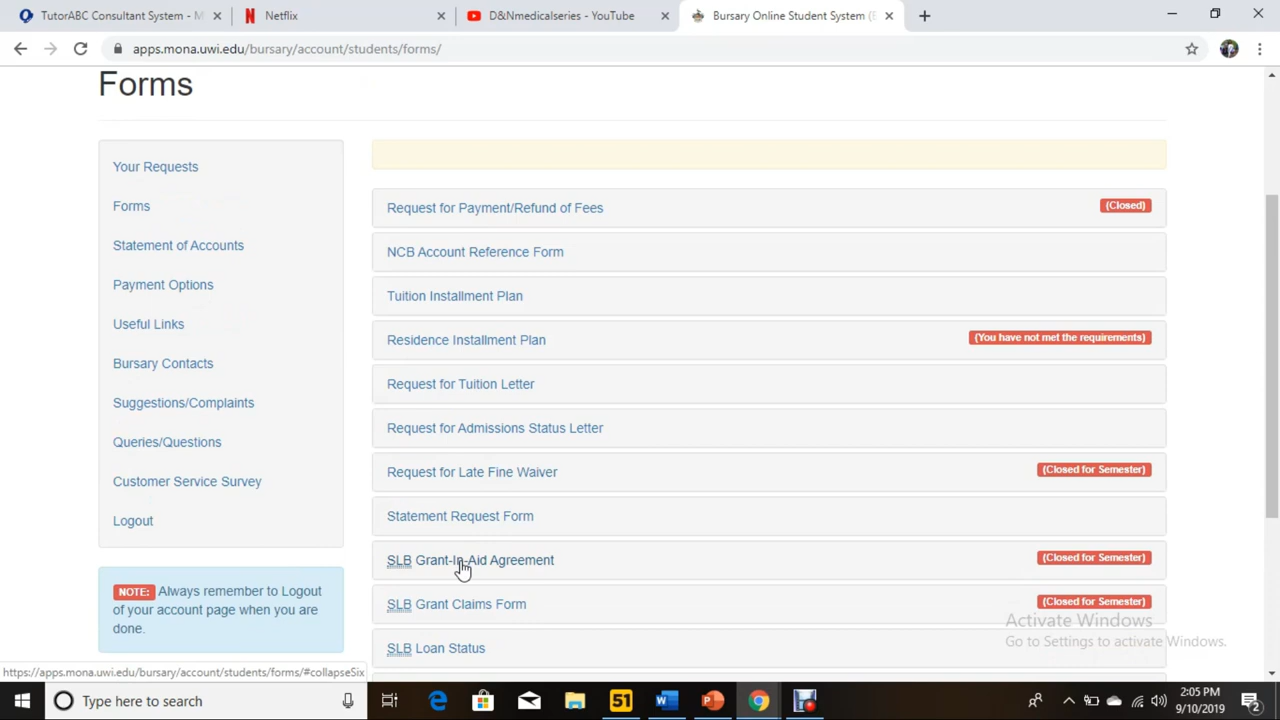 TutorABC Consultant System - M
Netflix
D&Nmedicalseries - YouTube
Bursary Online Student System (B
apps.mona.uwi.edu/bursary/account/students/forms/
Forms
Your Requests
Forms
Statement of Accounts
Payment Options
Useful Links
Bursary Contacts
Suggestions/Complaints
Queries/Questions
Customer Service Survey
Logout
NOTE: Always remember to Logout
of your account page when you are
done.
Request for Payment/Refund of Fees (Closed)
NCB Account Reference Form
Tuition Installment Plan
Residence Installment Plan (You have not met the requirements)
Request for Tuition Letter
Request for Admissions Status Letter
Request for Late Fine Waiver (Closed for Semester)
Statement Request Form
SLB Grant-In-Aid Agreement (Closed for Semester)
SLB Grant Claims Form (Closed for Semester)
SLB Loan Status
Activate Windows
Go to Settings to activate Windows.
https://apps.mona.uwi.edu/bursary/account/students/forms/#collapseSix
Type here to search
51
2:05 PM
9/10/2019
2